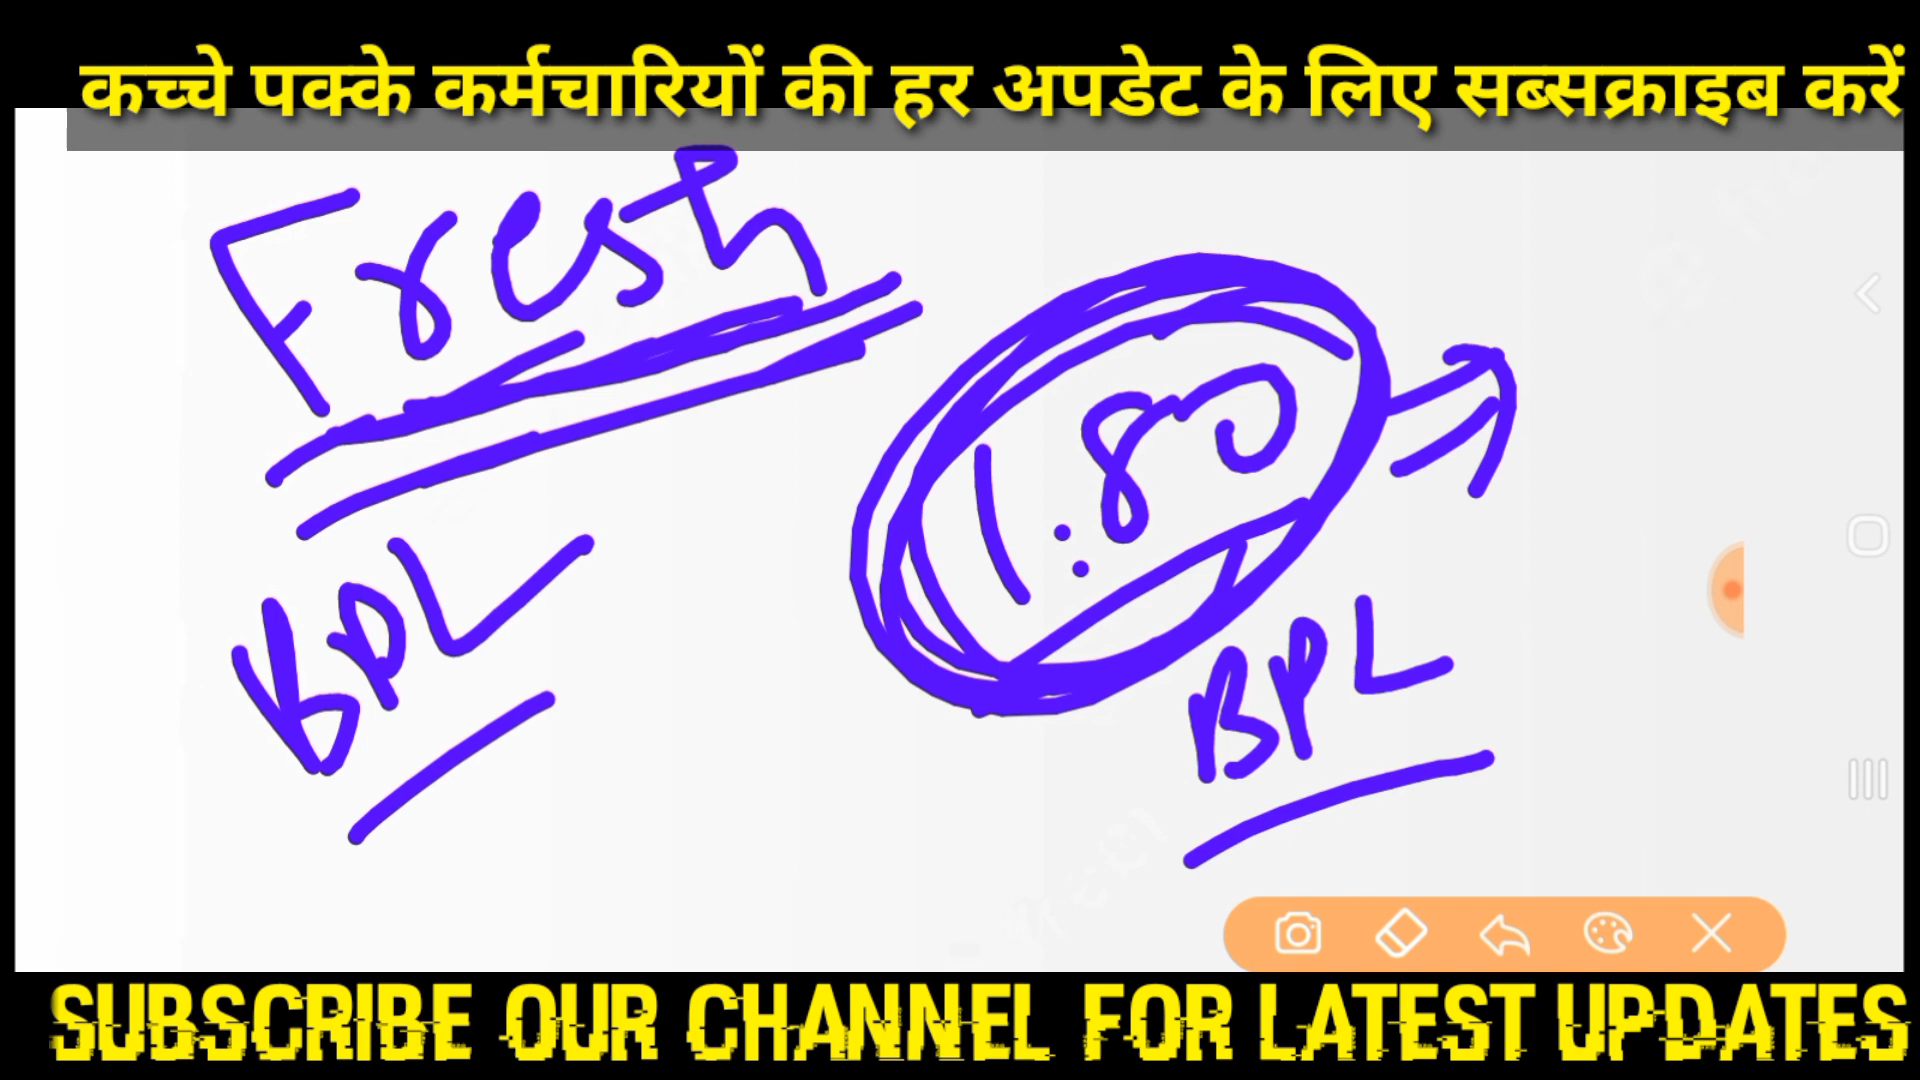 कच्चे पक्के कर्मचारियों की हर अपडेट के लिए सब्सक्राइब करें
Fresh
1.80
BPL
BPL
SUBSCRIBE OUR CHANNEL FOR LATEST UPDATES